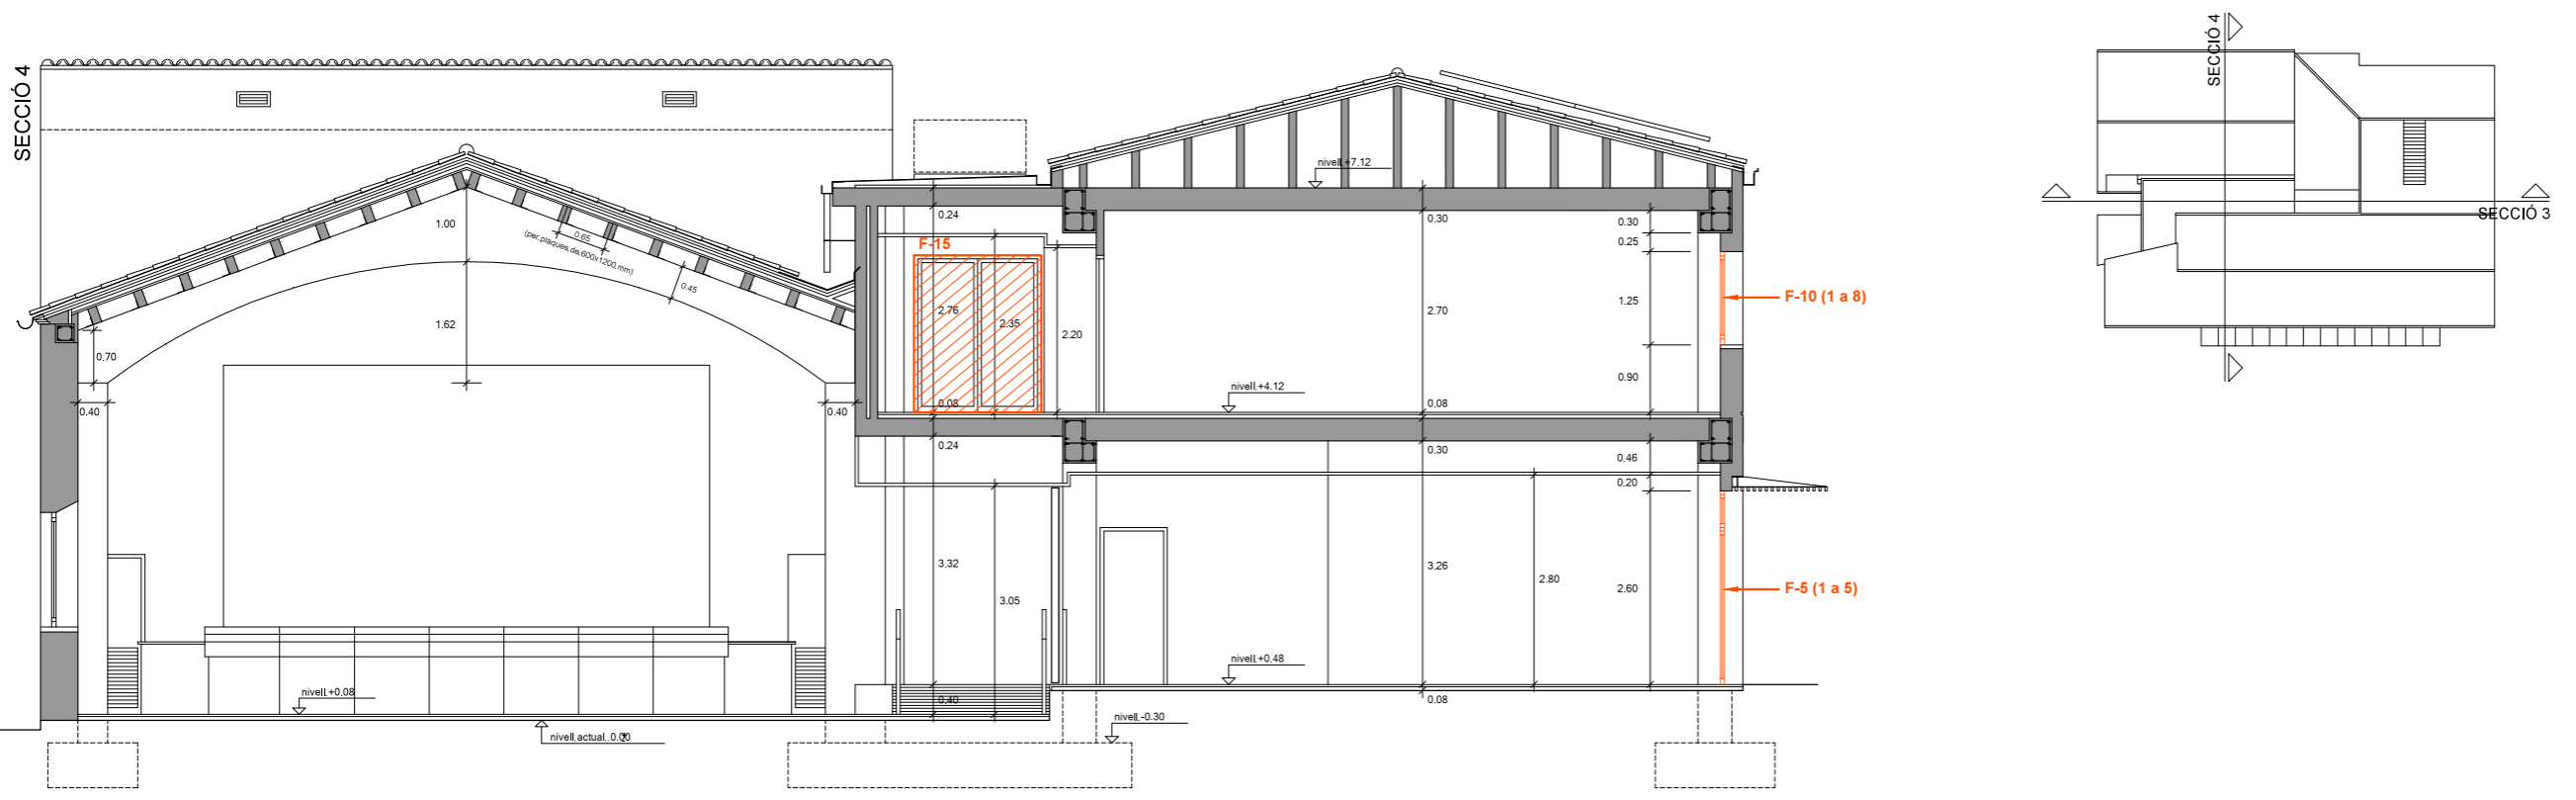 SECCIÓ 4
1.00
0.65
(per plaques de 600x1200 mm)
0.45
1.62
0.70
0.40
0.40
nivell +0.08
nivell actual 0.00
0.24
F-15
2.76
2.35
2.20
0.08
0.24
3.32
3.05
0.40
nivell -0.30
nivell +7.12
0.30
0.30
0.25
2.70
1.25
F-10 (1 a 8)
0.90
nivell +4.12
0.08
0.30
0.46
0.20
3.26
2.80
2.60
F-5 (1 a 5)
nivell +0.48
0.08
SECCIÓ 4
SECCIÓ 3